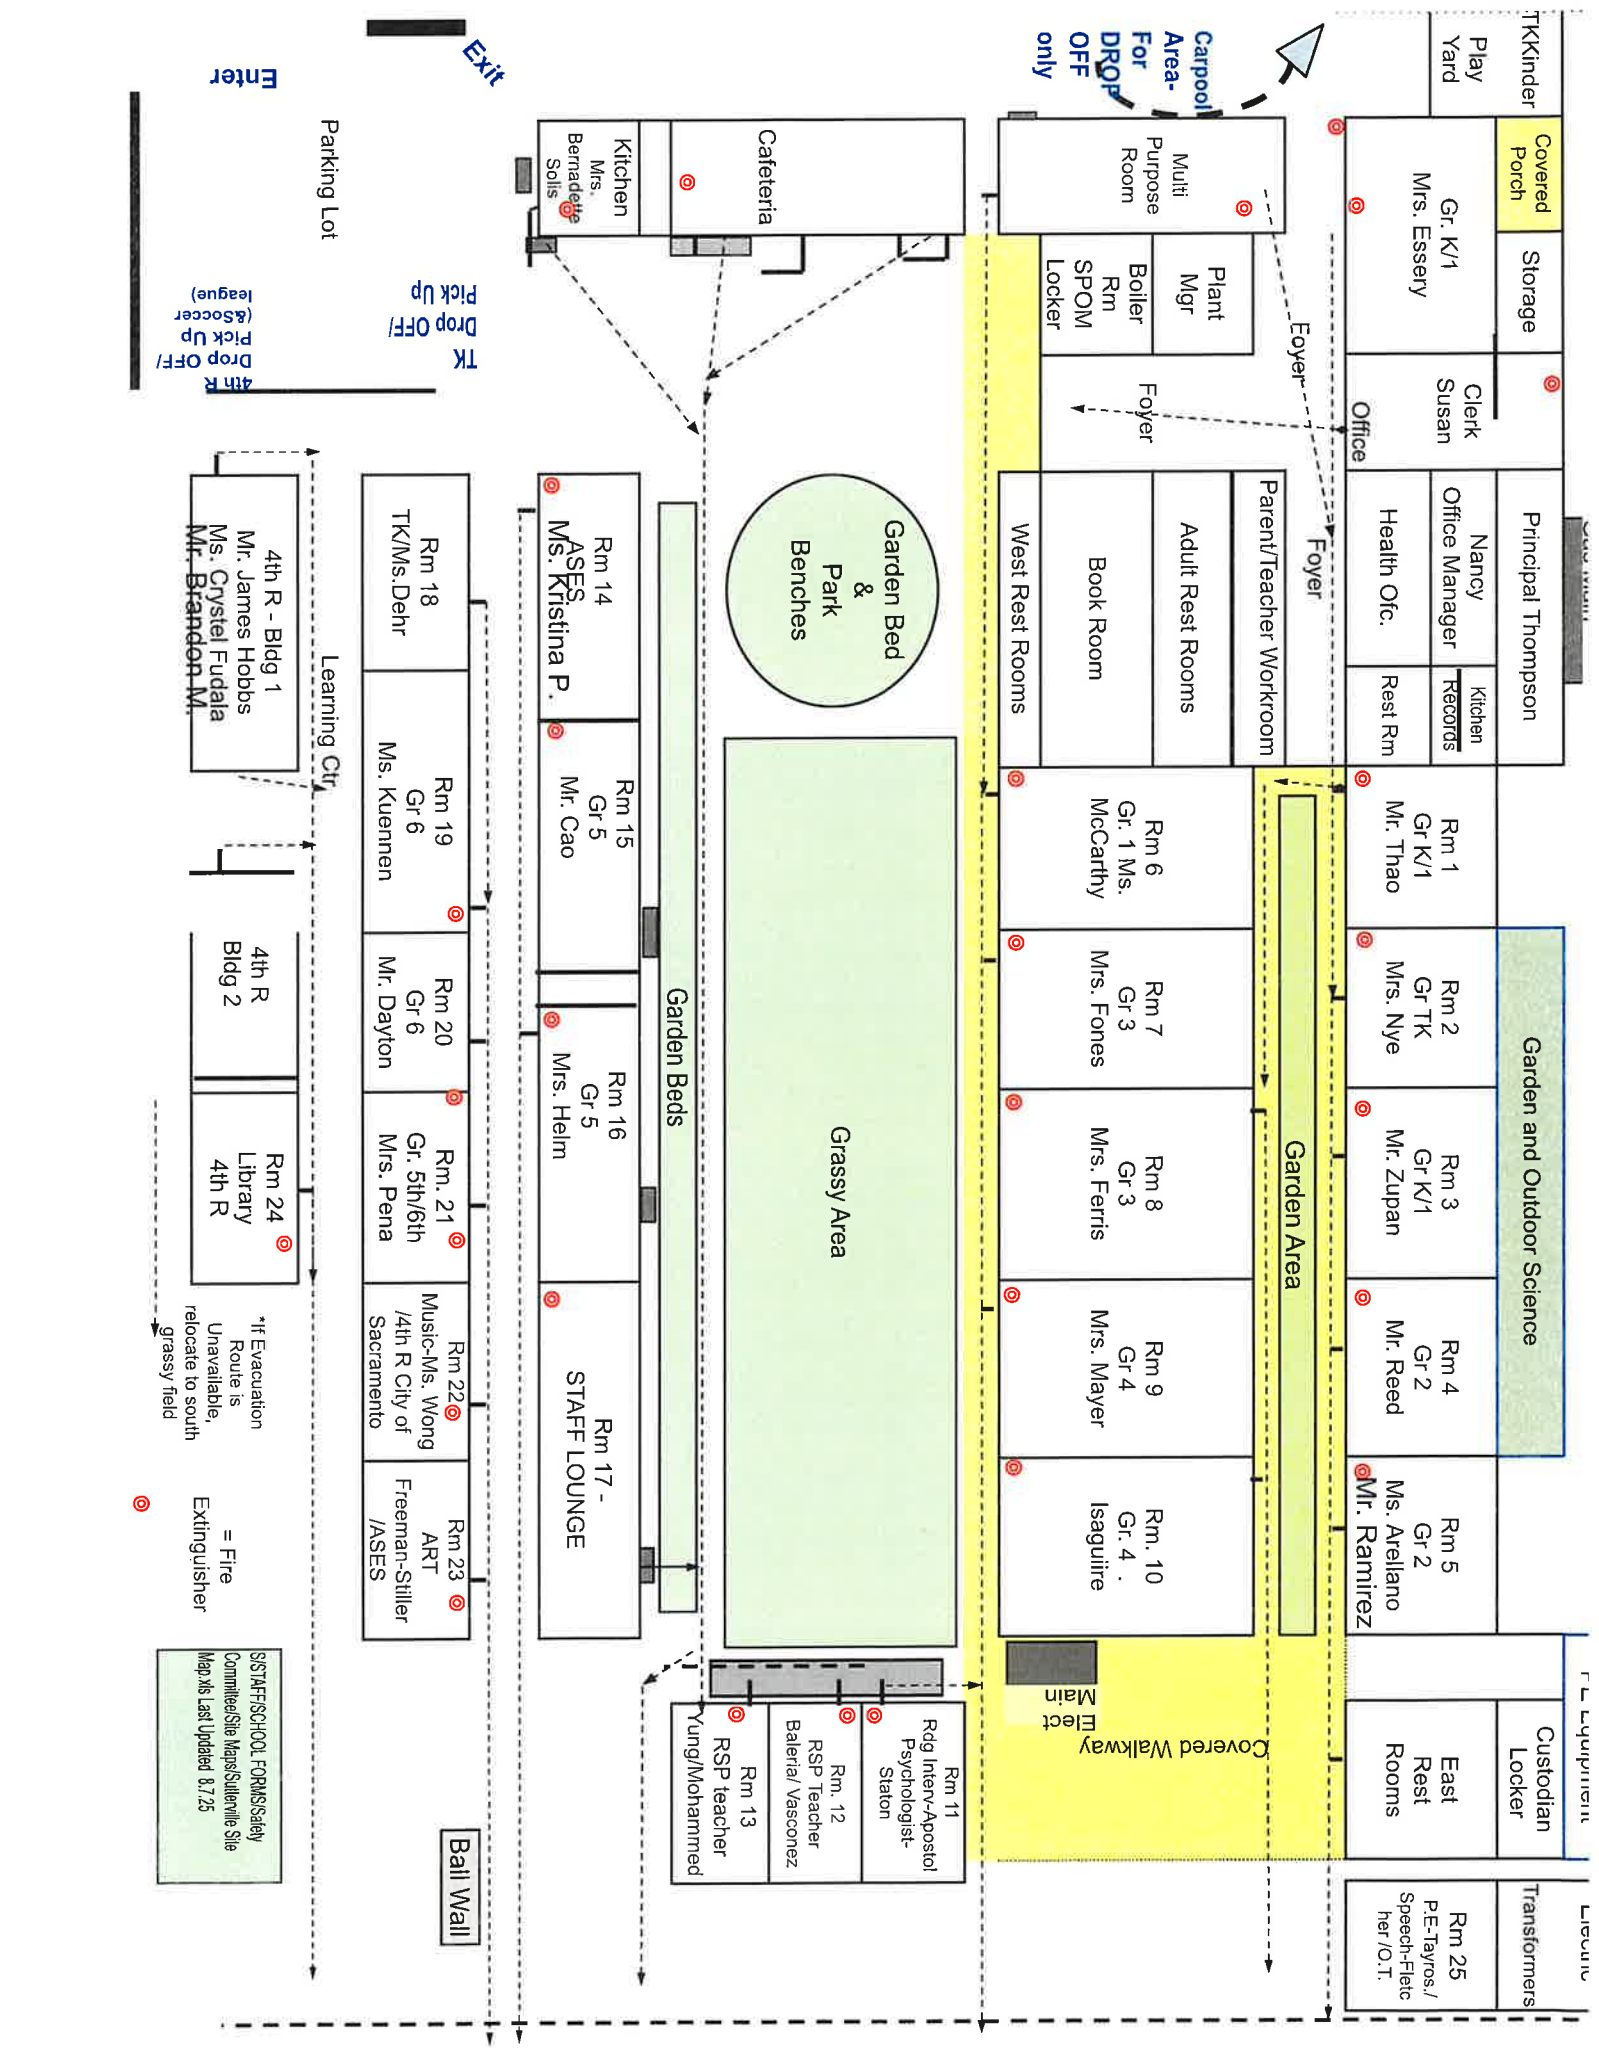 TKKinder
Play
Yard
Covered
Porch
Storage
Gr. K/1
Mrs. Essery
Clerk
Susan
Office
Principal Thompson
Nancy
Office Manager
Kitchen
Records
Health Ofc.
Rest Rm
Garden and Outdoor Science
Rm 1
Gr K/1
Mr. Thao
Rm 2
Gr TK
Mrs. Nye
Rm 3
Gr K/1
Mr. Zupan
Rm 4
Gr 2
Mr. Reed
Rm 5
Gr 2
Ms. Arellano
Mr. Ramirez
Custodian
Locker
East
Rest
Rooms
Transformers
Rm 25
P.E-Tayros./
Speech-Fletc
her /O.T.
Carpool
Area-
For
DROP
OFF
only
Multi
Purpose
Room
Plant
Mgr
Boiler
Rm
SPOM
Locker
Foyer
Foyer
Foyer
Parent/Teacher Workroom
Adult Rest Rooms
Book Room
West Rest Rooms
Garden Area
Rm 6
Gr. 1 Ms.
McCarthy
Rm 7
Gr 3
Mrs. Fones
Rm 8
Gr 3
Mrs. Ferris
Rm 9
Gr 4
Mrs. Mayer
Rm. 10
Gr. 4 .
Isaguire
Elect
Main
Covered Walkway
Cafeteria
Kitchen
Mrs.
Bernadette
Solis
Garden Bed
&
Park
Benches
Grassy Area
Rm 11
Rdg Interv-Apostol
Psychologist-
Staton
Rm. 12
RSP Teacher
Baleria/ Vasconez
Rm 13
RSP teacher
Yung/Mohammed
Garden Beds
Rm 14
ASES.
Ms. Kristina P.
Rm 15
Gr 5
Mr. Cao
Rm 16
Gr 5
Mrs. Helm
Rm 17 -
STAFF LOUNGE
Exit
Enter
Parking Lot
TK
Drop OFF/
Pick Up
4th R
Drop OFF/
Pick Up
(&Soccer
league)
Rm 18
TK/Ms.Dehr
Rm 19
Gr 6
Ms. Kuennen
Rm 20
Gr 6
Mr. Dayton
Rm. 21
Gr. 5th/6th
Mrs. Pena
Rm 22
Music-Ms. Wong
/4th R City of
Sacramento
Rm 23
ART
Freeman-Stiller
/ASES
Ball Wall
Learning Ctr
4th R - Bldg 1
Mr. James Hobbs
Ms. Crystel Fudala
Mr. Brandon M.
4th R
Bldg 2
Rm 24
Library
4th R
*If Evacuation
Route is
Unavailable,
relocate to south
grassy field
= Fire
Extinguisher
S/STAFF/SCHOOL FORMS/Safety
Committee/Site Maps/Sutterville Site
Map.xls Last Updated 8.7.25